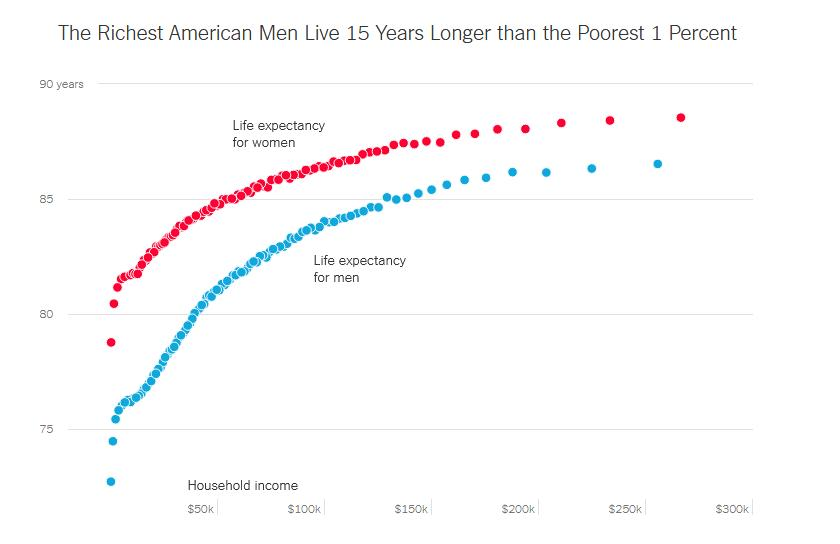 The Richest American Men Live 15 Years Longer than the Poorest 1 Percent
90 years
Life expectancy
for women
85
Life expectancy
for men
80
75
Household income
$50k
$100k
$150k
$200k
$250k
$300k